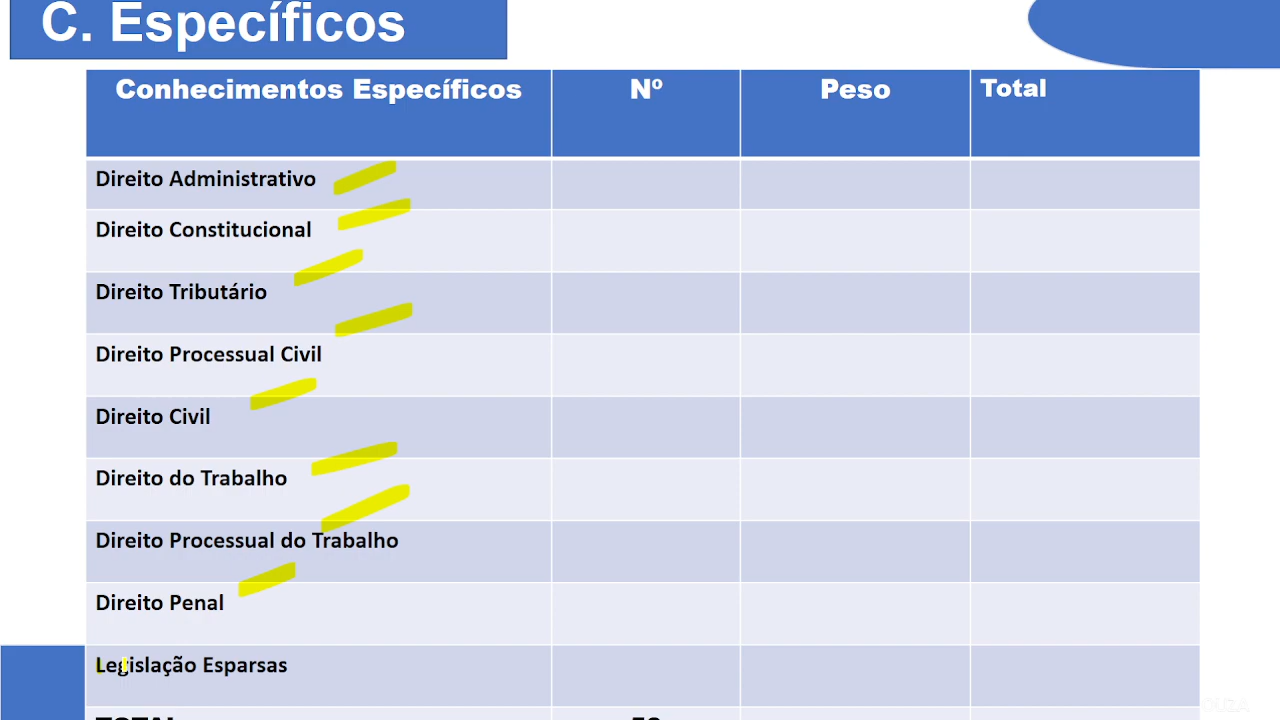 C. Específicos
Conhecimentos Específicos Nº Peso Total
Direito Administrativo
Direito Constitucional
Direito Tributário
Direito Processual Civil
Direito Civil
Direito do Trabalho
Direito Processual do Trabalho
Direito Penal
Legislação Esparsas
TOTAL